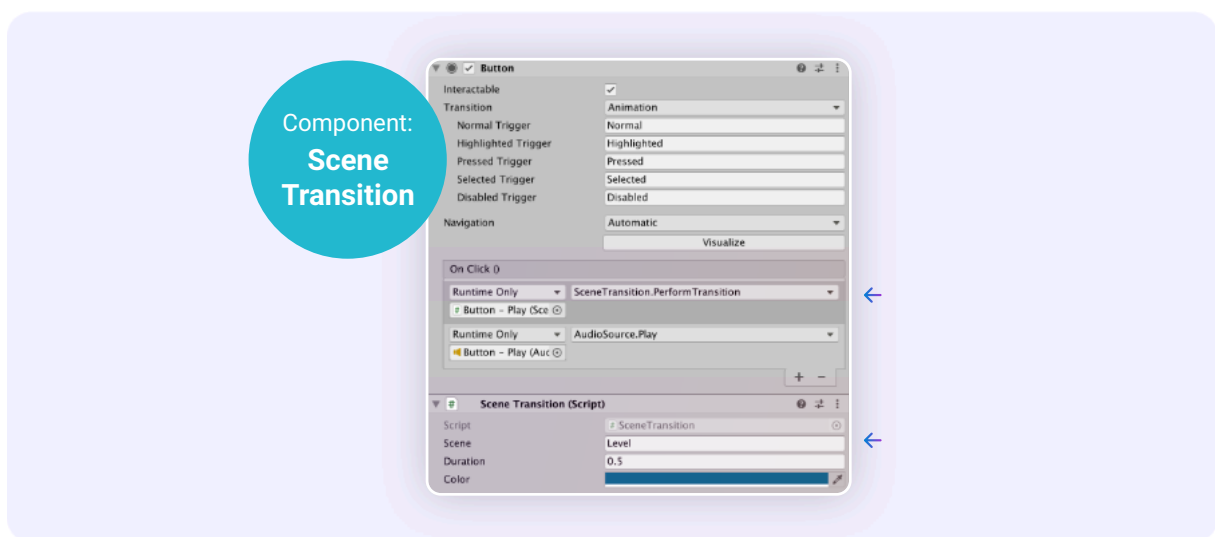 Component:
Scene
Transition
Button
Interactable
Transition Animation
Normal Trigger Normal
Highlighted Trigger Highlighted
Pressed Trigger Pressed
Selected Trigger Selected
Disabled Trigger Disabled
Navigation Automatic
Visualize
On Click ()
Runtime Only SceneTransition.PerformTransition
Button - Play (Sce
Runtime Only AudioSource.Play
Button - Play (Auc
Scene Transition (Script)
Script SceneTransition
Scene Level
Duration 0.5
Color